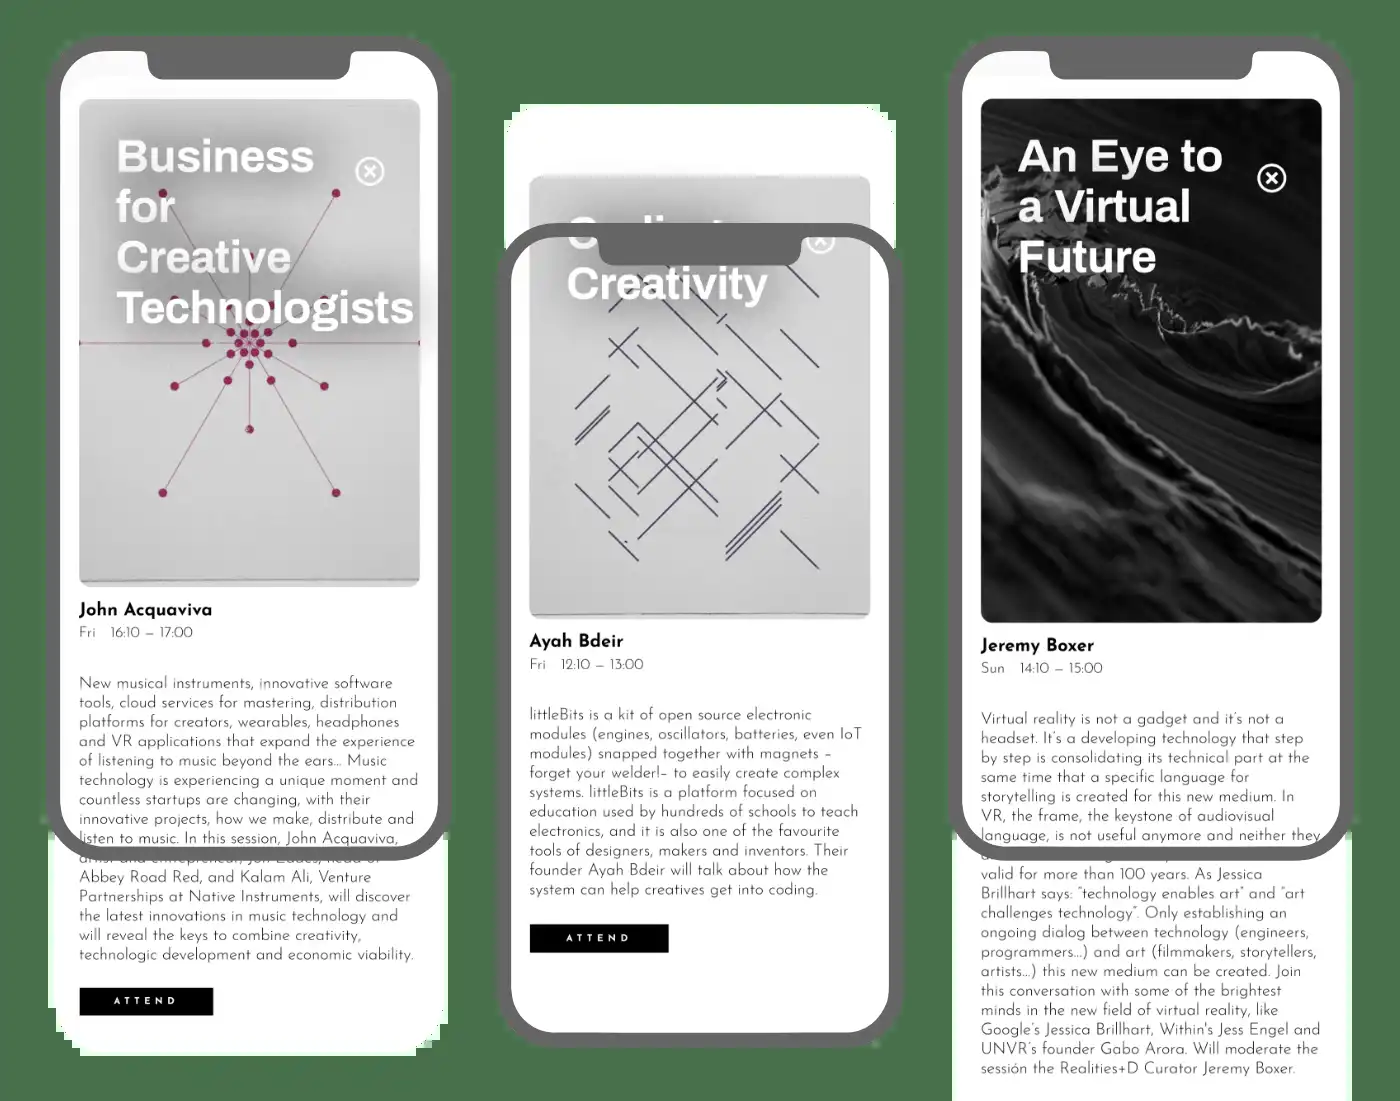 Business
for
Creative
Technologists
John Acquaviva
Fri 16:10 – 17:00
New musical instruments, innovative software
tools, cloud services for mastering, distribution
platforms for creators, wearables, headphones
and VR applications that expand the experience
of listening to music beyond the ears... Music
technology is experiencing a unique moment and
countless startups are changing, with their
innovative projects, how we make, distribute and
listen to music. In this session, John Acquaviva,
Abbey Road Red, and Kalam Ali, Venture
Partnerships at Native Instruments, will discover
the latest innovations in music technology and
will reveal the keys to combine creativity,
technologic development and economic viability.
ATTEND
Creativity
Ayah Bdeir
Fri 12:10 – 13:00
littleBits is a kit of open source electronic
modules (engines, oscillators, batteries, even IoT
modules) snapped together with magnets –
forget your welder!– to easily create complex
systems. littleBits is a platform focused on
education used by hundreds of schools to teach
electronics, and it is also one of the favourite
tools of designers, makers and inventors. Their
founder Ayah Bdeir will talk about how the
system can help creatives get into coding.
ATTEND
An Eye to
a Virtual
Future
Jeremy Boxer
Sun 14:10 – 15:00
Virtual reality is not a gadget and it's not a
headset. It's a developing technology that step
by step is consolidating its technical part at the
same time that a specific language for
storytelling is created for this new medium. In
VR, the frame, the keystone of audiovisual
language, is not useful anymore and neither they
valid for more than 100 years. As Jessica
Brillhart says: “technology enables art” and “art
challenges technology”. Only establishing an
ongoing dialog between technology (engineers,
programmers...) and art (filmmakers, storytellers,
artists...) this new medium can be created. Join
this conversation with some of the brightest
minds in the new field of virtual reality, like
Google's Jessica Brillhart, Within's Jess Engel and
UNVR's founder Gabo Arora. Will moderate the
sessión the Realities+D Curator Jeremy Boxer.